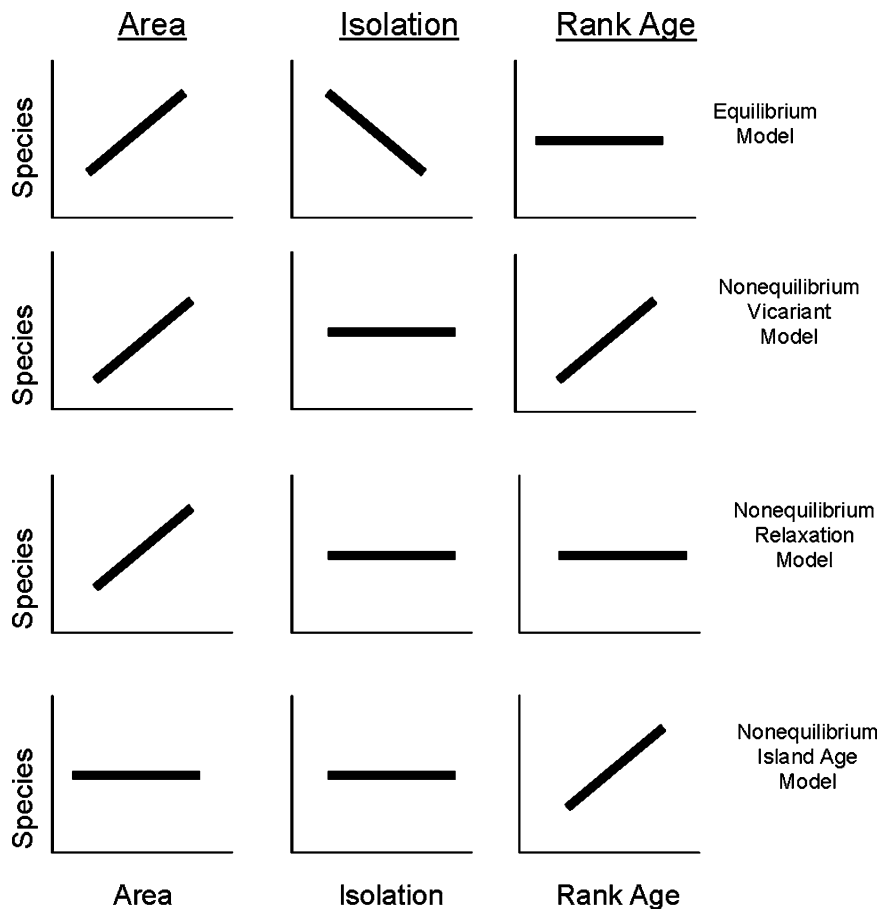 Area
Isolation
Rank Age
Species
Equilibrium
Model
Species
Nonequilibrium
Vicariant
Model
Species
Nonequilibrium
Relaxation
Model
Species
Nonequilibrium
Island Age
Model
Area
Isolation
Rank Age